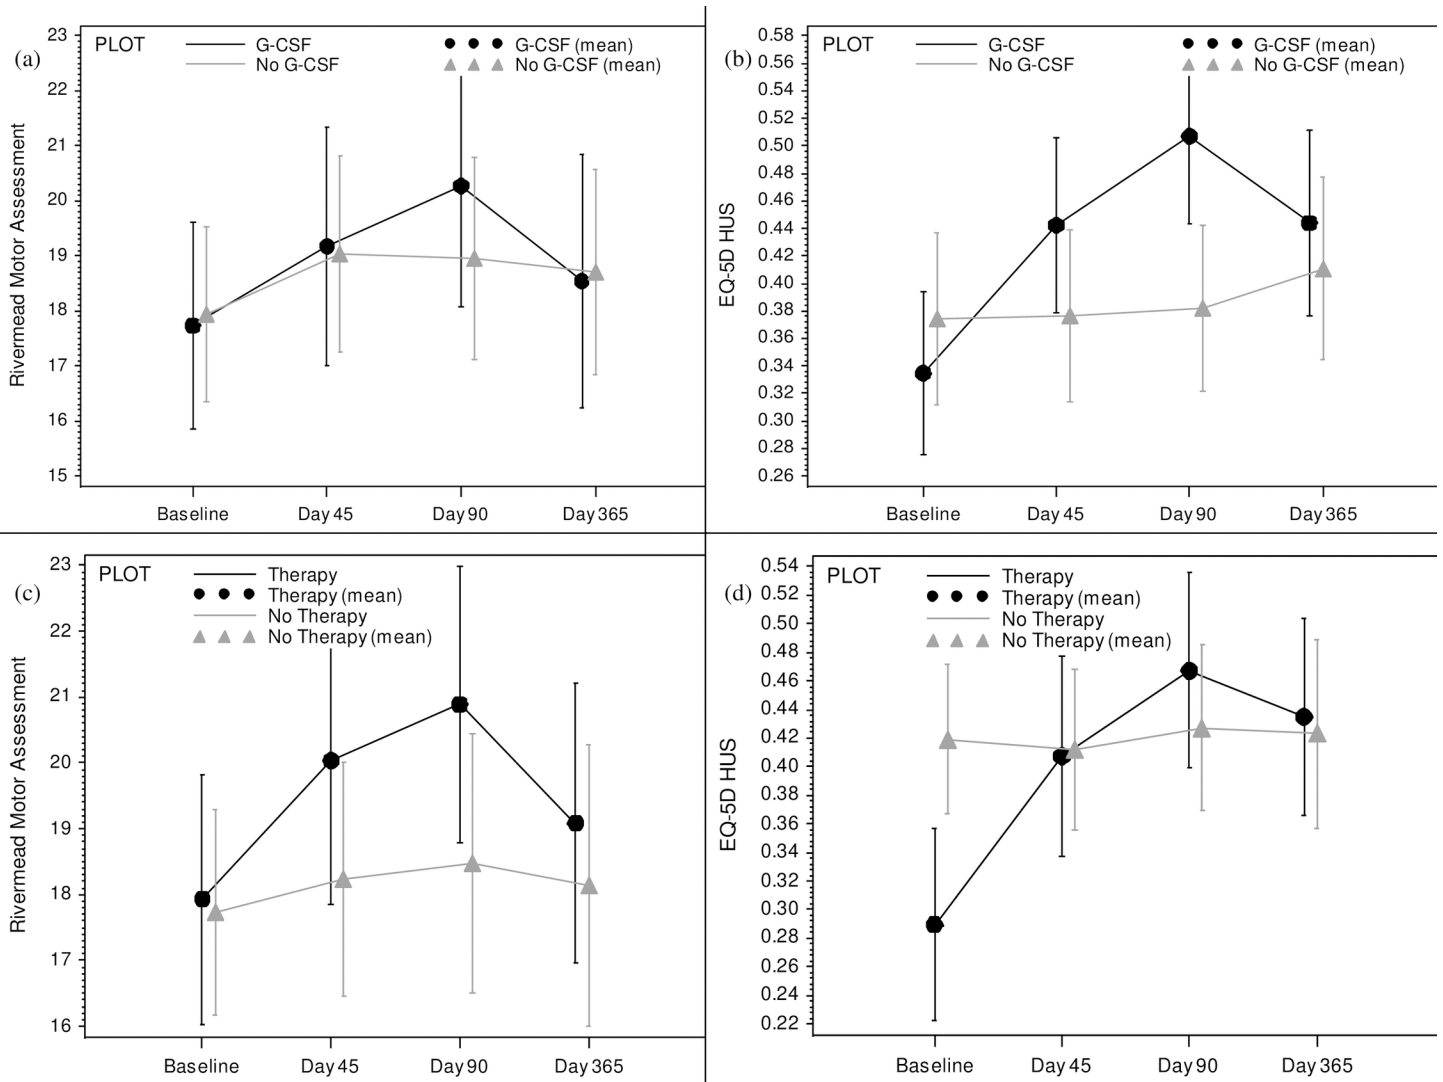 (a)
PLOT G-CSF G-CSF (mean)
No G-CSF No G-CSF (mean)
Rivermead Motor Assessment
23
22
21
20
19
18
17
16
15
Baseline Day 45 Day 90 Day 365
(b)
PLOT G-CSF G-CSF (mean)
No G-CSF No G-CSF (mean)
EQ-5D HUS
0.58
0.56
0.54
0.52
0.50
0.48
0.46
0.44
0.42
0.40
0.38
0.36
0.34
0.32
0.30
0.28
0.26
Baseline Day 45 Day 90 Day 365
(c)
PLOT Therapy
Therapy (mean)
No Therapy
No Therapy (mean)
Rivermead Motor Assessment
23
22
21
20
19
18
17
16
Baseline Day 45 Day 90 Day 365
(d)
PLOT Therapy
Therapy (mean)
No Therapy
No Therapy (mean)
EQ-5D HUS
0.54
0.52
0.50
0.48
0.46
0.44
0.42
0.40
0.38
0.36
0.34
0.32
0.30
0.28
0.26
0.24
0.22
Baseline Day 45 Day 90 Day 365